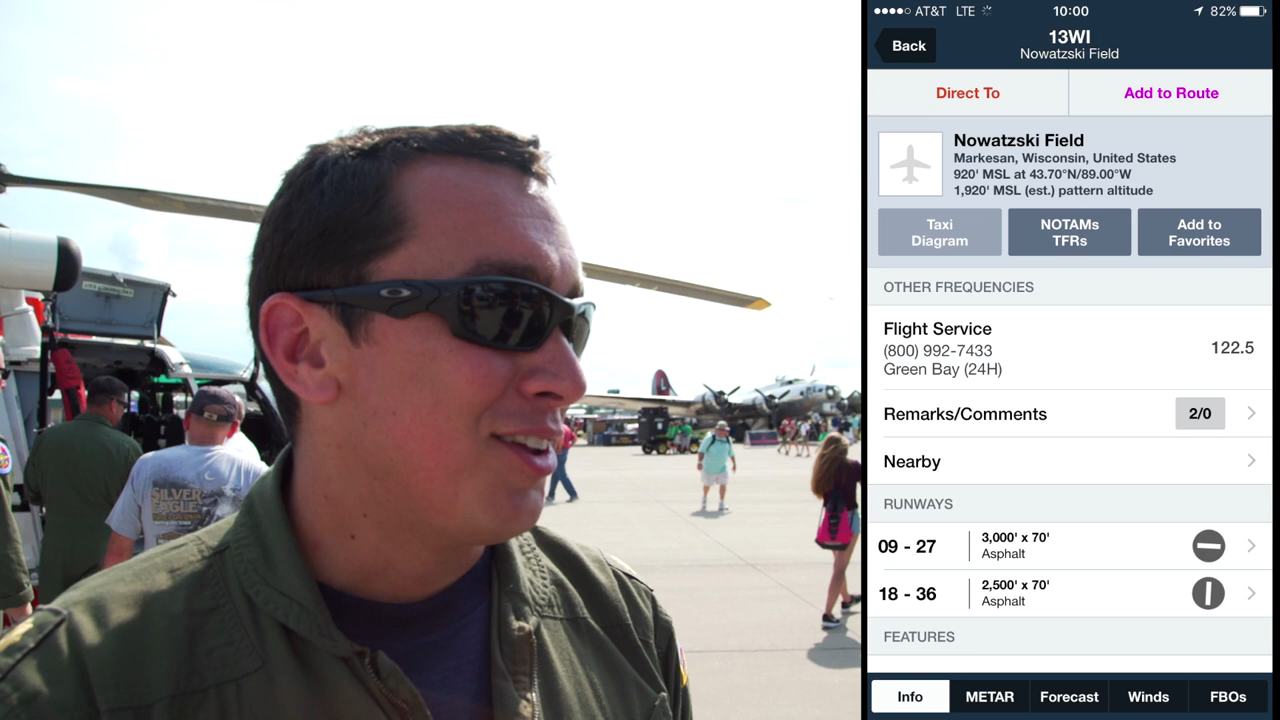 SILVER
EAGLE
●●●●○ AT&T LTE 10:00 82%
Back
13WI
Nowatzski Field
Direct To
Add to Route
Nowatzski Field
Markesan, Wisconsin, United States
920' MSL at 43.70°N/89.00°W
1,920' MSL (est.) pattern altitude
Taxi
Diagram
NOTAMs
TFRs
Add to
Favorites
OTHER FREQUENCIES
Flight Service
(800) 992-7433
122.5
Green Bay (24H)
Remarks/Comments 2/0
Nearby
RUNWAYS
09 - 27
3,000' x 70'
Asphalt
18 - 36
2,500' x 70'
Asphalt
FEATURES
Info METAR Forecast Winds FBOs